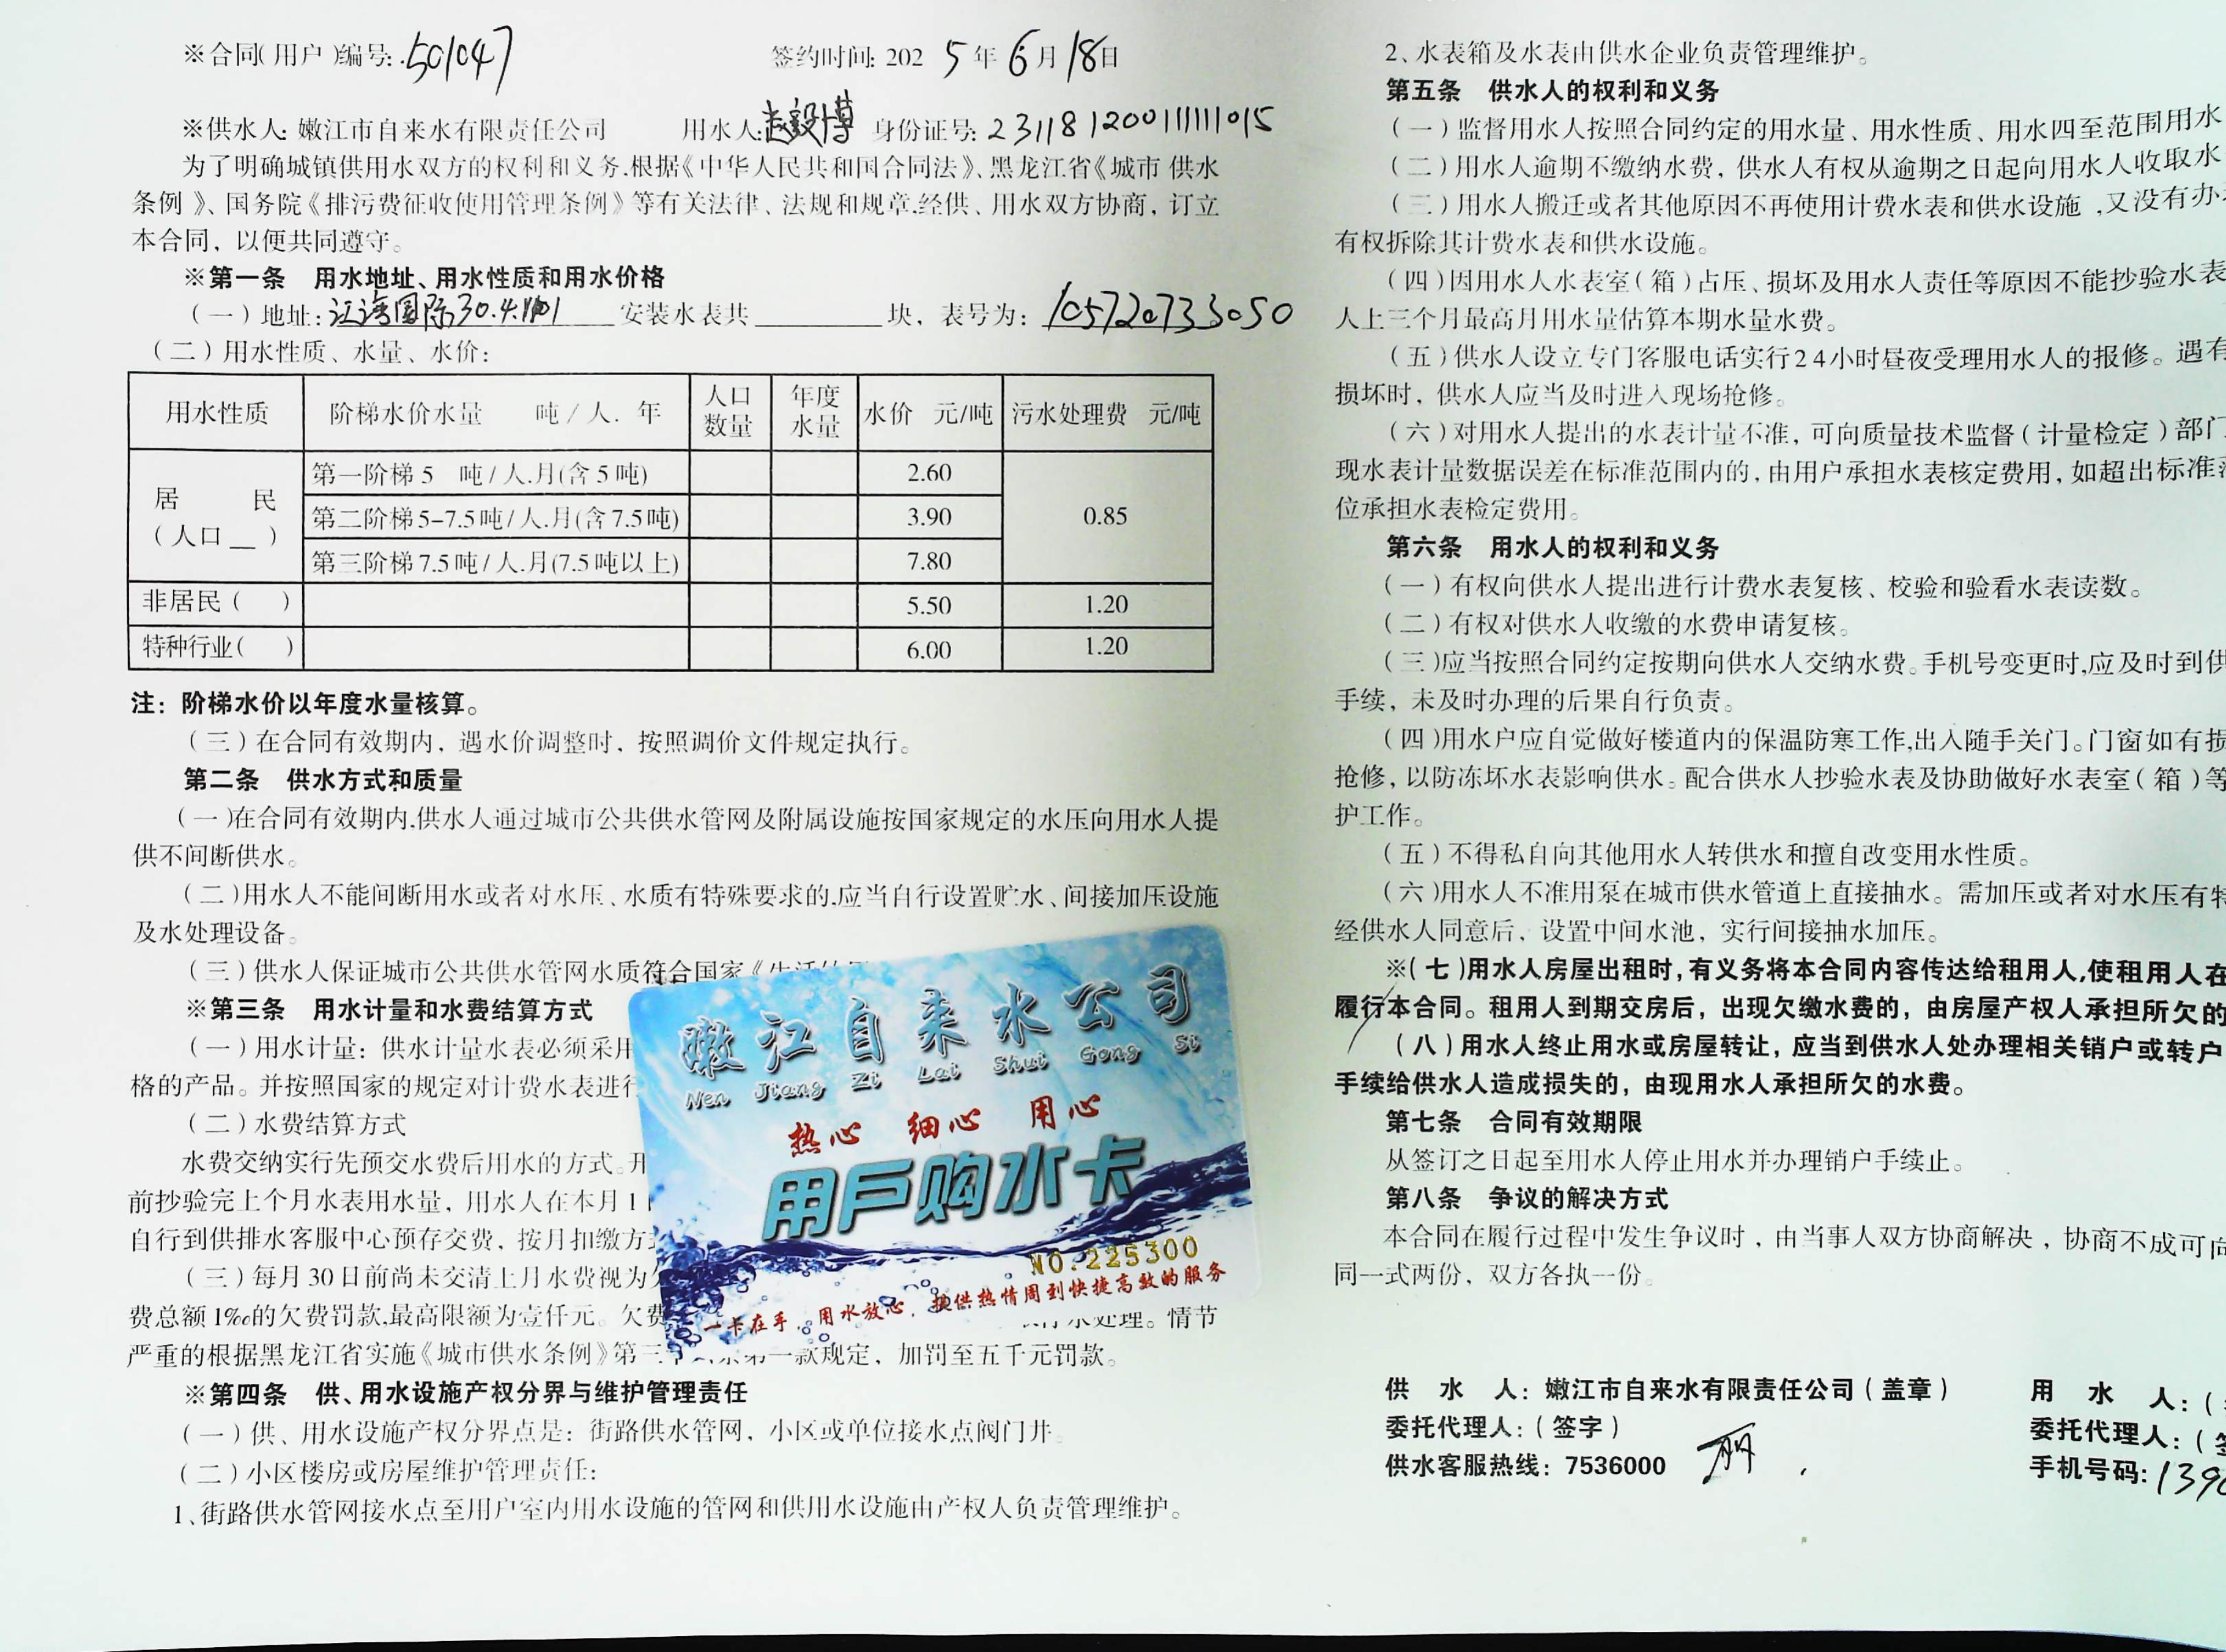 ※合同(用户)编号:501047 签约时间:2025年6月18日
※供水人:嫩江市自来水有限责任公司 用水人:赵毅博 身份证号:231181200111111015
为了明确城镇供用水双方的权利和义务,根据《中华人民共和国合同法》、黑龙江省《城市供水
条例》、国务院《排污费征收使用管理条例》等有关法律、法规和规章,经供、用水双方协商,订立
本合同,以便共同遵守。
※第一条 用水地址、用水性质和用水价格
(一)地址:江湾国际30.4. 安装水表共 块,表号为:105720733050
(二)用水性质、水量、水价:
用水性质 阶梯水价水量 吨/人.年 人口数量 年度水量 水价 元/吨 污水处理费 元/吨
居民(人口__) 第一阶梯5 吨/人.月(含5吨) 2.60 0.85
第二阶梯5-7.5吨/人.月(含7.5吨) 3.90
第三阶梯7.5吨/人.月(7.5吨以上) 7.80
非居民( ) 5.50 1.20
特种行业( ) 6.00 1.20
注:阶梯水价以年度水量核算。
(三)在合同有效期内,遇水价调整时,按照调价文件规定执行。
第二条 供水方式和质量
(一)在合同有效期内,供水人通过城市公共供水管网及附属设施按国家规定的水压向用水人提
供不间断供水。
(二)用水人不能间断用水或者对水压、水质有特殊要求的,应当自行设置贮水、间接加压设施
及水处理设备。
(三)供水人保证城市公共供水管网水质符合国家《生活
※第三条 用水计量和水费结算方式
(一)用水计量:供水计量水表必须采用
格的产品。并按照国家的规定对计费水表进行
(二)水费结算方式
水费交纳实行先预交水费后用水的方式。开
前抄验完上个月水表用水量,用水人在本月1
自行到供排水客服中心预存交费,按月扣缴方
(三)每月30日前尚未交清上月水费视为
费总额1‰的欠费罚款,最高限额为壹仟元。欠费 水处理。情节
严重的根据黑龙江省实施《城市供水条例》第三 第一款规定,加罚至五千元罚款。
※第四条 供、用水设施产权分界与维护管理责任
(一)供、用水设施产权分界点是:街路供水管网,小区或单位接水点阀门井。
(二)小区楼房或房屋维护管理责任:
1、街路供水管网接水点至用户室内用水设施的管网和供用水设施由产权人负责管理维护。
嫩江自来水公司
Nen Jiang Zi Lai Shui Gong Si
热心 细心 用心
用户购水卡
NO.225300
一卡在手,用水放心,提供热情周到快捷高效的服务
2、水表箱及水表由供水企业负责管理维护。
第五条 供水人的权利和义务
(一)监督用水人按照合同约定的用水量、用水性质、用水四至范围用水
(二)用水人逾期不缴纳水费,供水人有权从逾期之日起向用水人收取水
(三)用水人搬迁或者其他原因不再使用计费水表和供水设施,又没有办
有权拆除其计费水表和供水设施。
(四)因用水人水表室(箱)占压、损坏及用水人责任等原因不能抄验水表
人上三个月最高月用水量估算本期水量水费。
(五)供水人设立专门客服电话实行24小时昼夜受理用水人的报修。遇有
损坏时,供水人应当及时进入现场抢修。
(六)对用水人提出的水表计量不准,可向质量技术监督(计量检定)部门
现水表计量数据误差在标准范围内的,由用户承担水表核定费用,如超出标准
位承担水表检定费用。
第六条 用水人的权利和义务
(一)有权向供水人提出进行计费水表复核、校验和验看水表读数。
(二)有权对供水人收缴的水费申请复核。
(三)应当按照合同约定按期向供水人交纳水费。手机号变更时,应及时到供
手续,未及时办理的后果自行负责。
(四)用水户应自觉做好楼道内的保温防寒工作,出入随手关门。门窗如有损
抢修,以防冻坏水表影响供水。配合供水人抄验水表及协助做好水表室(箱)等
护工作。
(五)不得私自向其他用水人转供水和擅自改变用水性质。
(六)用水人不准用泵在城市供水管道上直接抽水。需加压或者对水压有特
经供水人同意后,设置中间水池,实行间接抽水加压。
※(七)用水人房屋出租时,有义务将本合同内容传达给租用人,使租用人在
履行本合同。租用人到期交房后,出现欠缴水费的,由房屋产权人承担所欠的
(八)用水人终止用水或房屋转让,应当到供水人处办理相关销户或转户
手续给供水人造成损失的,由现用水人承担所欠的水费。
第七条 合同有效期限
从签订之日起至用水人停止用水并办理销户手续止。
第八条 争议的解决方式
本合同在履行过程中发生争议时,由当事人双方协商解决,协商不成可向
同一式两份,双方各执一份。
供水人:嫩江市自来水有限责任公司(盖章) 用水人:(
委托代理人:(签字) 委托代理人:(签
供水客服热线:7536000 手机号码:139